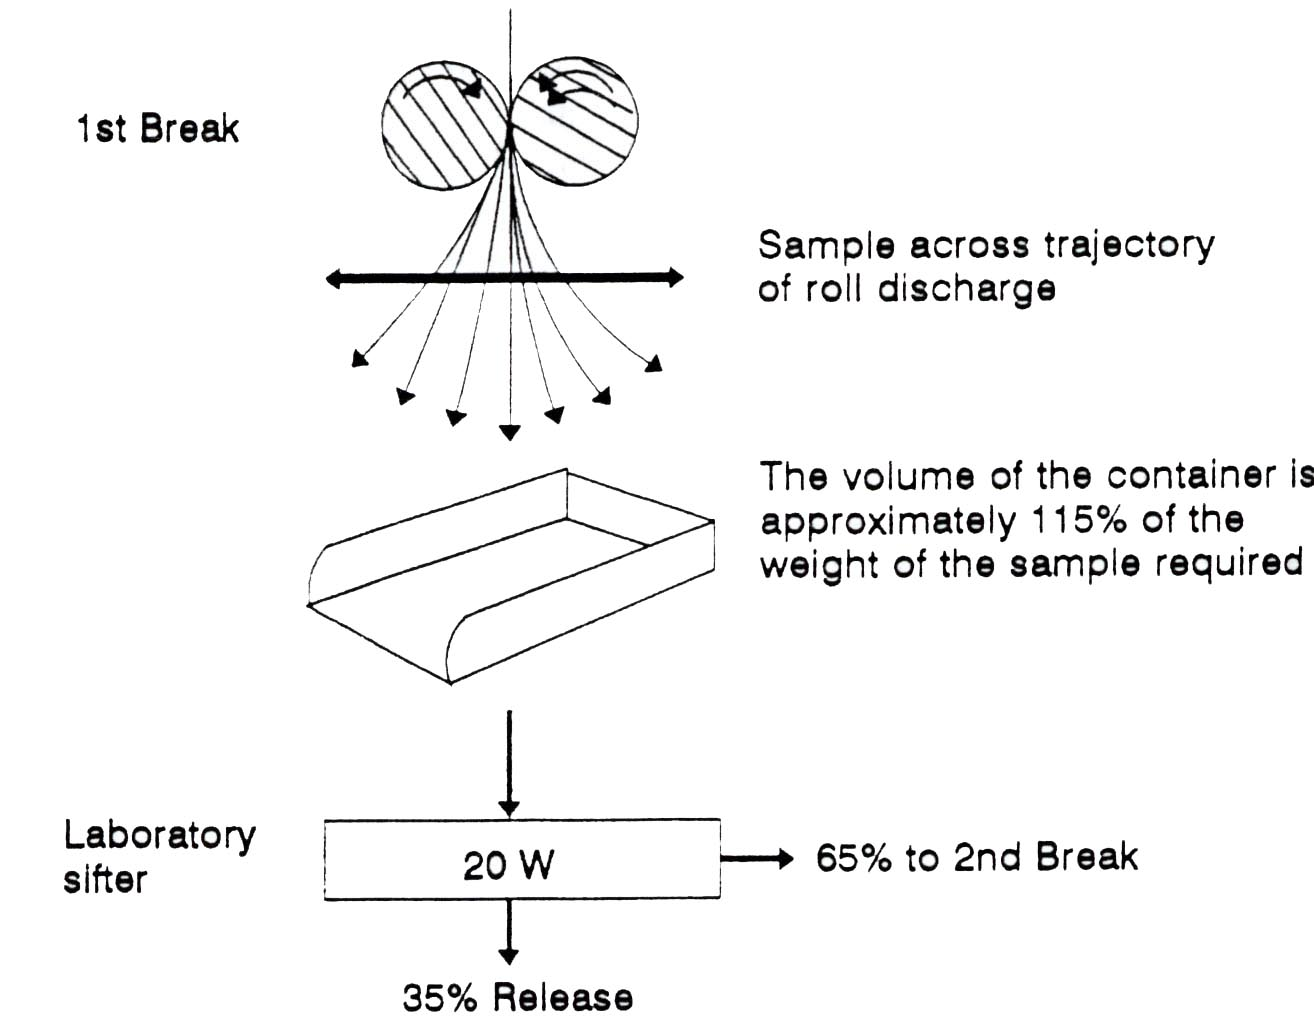 1st Break
Sample across trajectory
of roll discharge
The volume of the container is
approximately 115% of the
weight of the sample required
Laboratory
sifter
20 W
65% to 2nd Break
35% Release